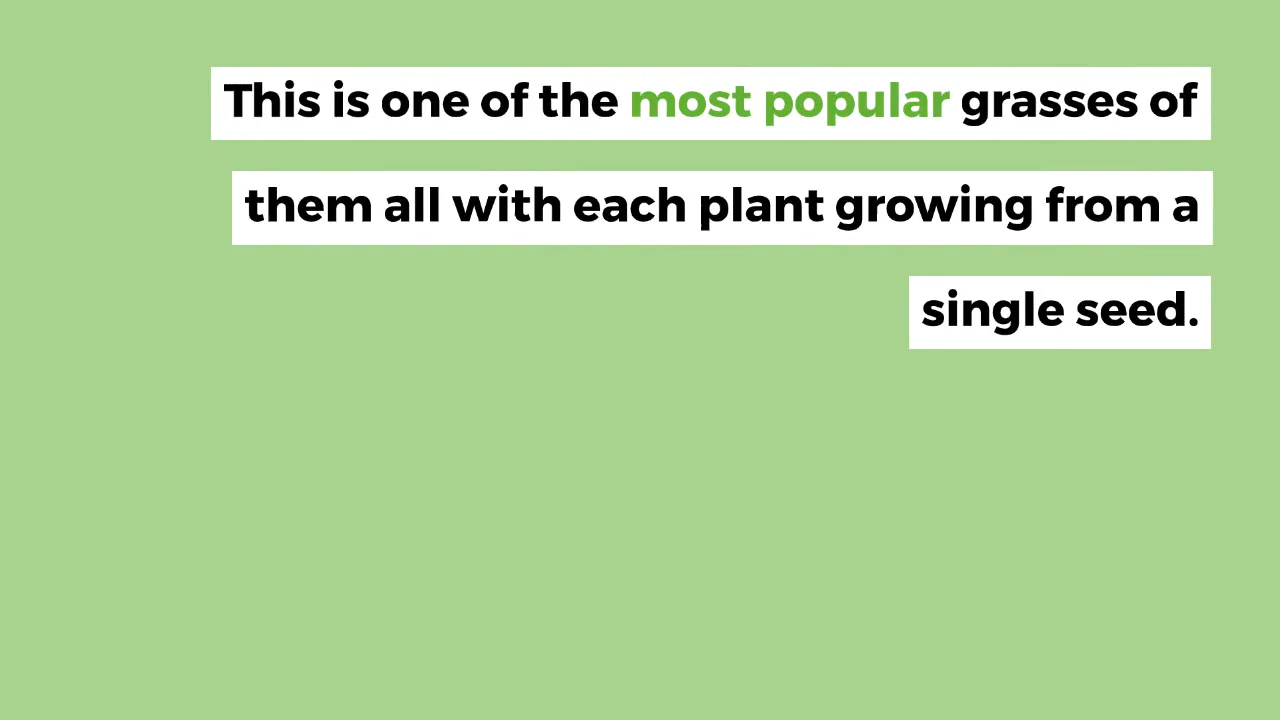 This is one of the most popular grasses of
them all with each plant growing from a
single seed.